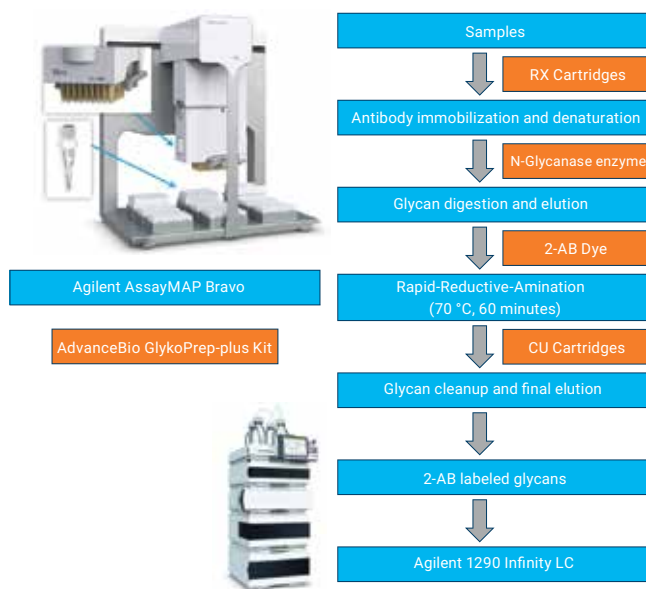 Samples
RX Cartridges
Antibody immobilization and denaturation
N-Glycanase enzyme
Glycan digestion and elution
2-AB Dye
Agilent AssayMAP Bravo
Rapid-Reductive-Amination
(70 °C, 60 minutes)
AdvanceBio GlykoPrep-plus Kit
CU Cartridges
Glycan cleanup and final elution
2-AB labeled glycans
Agilent 1290 Infinity LC